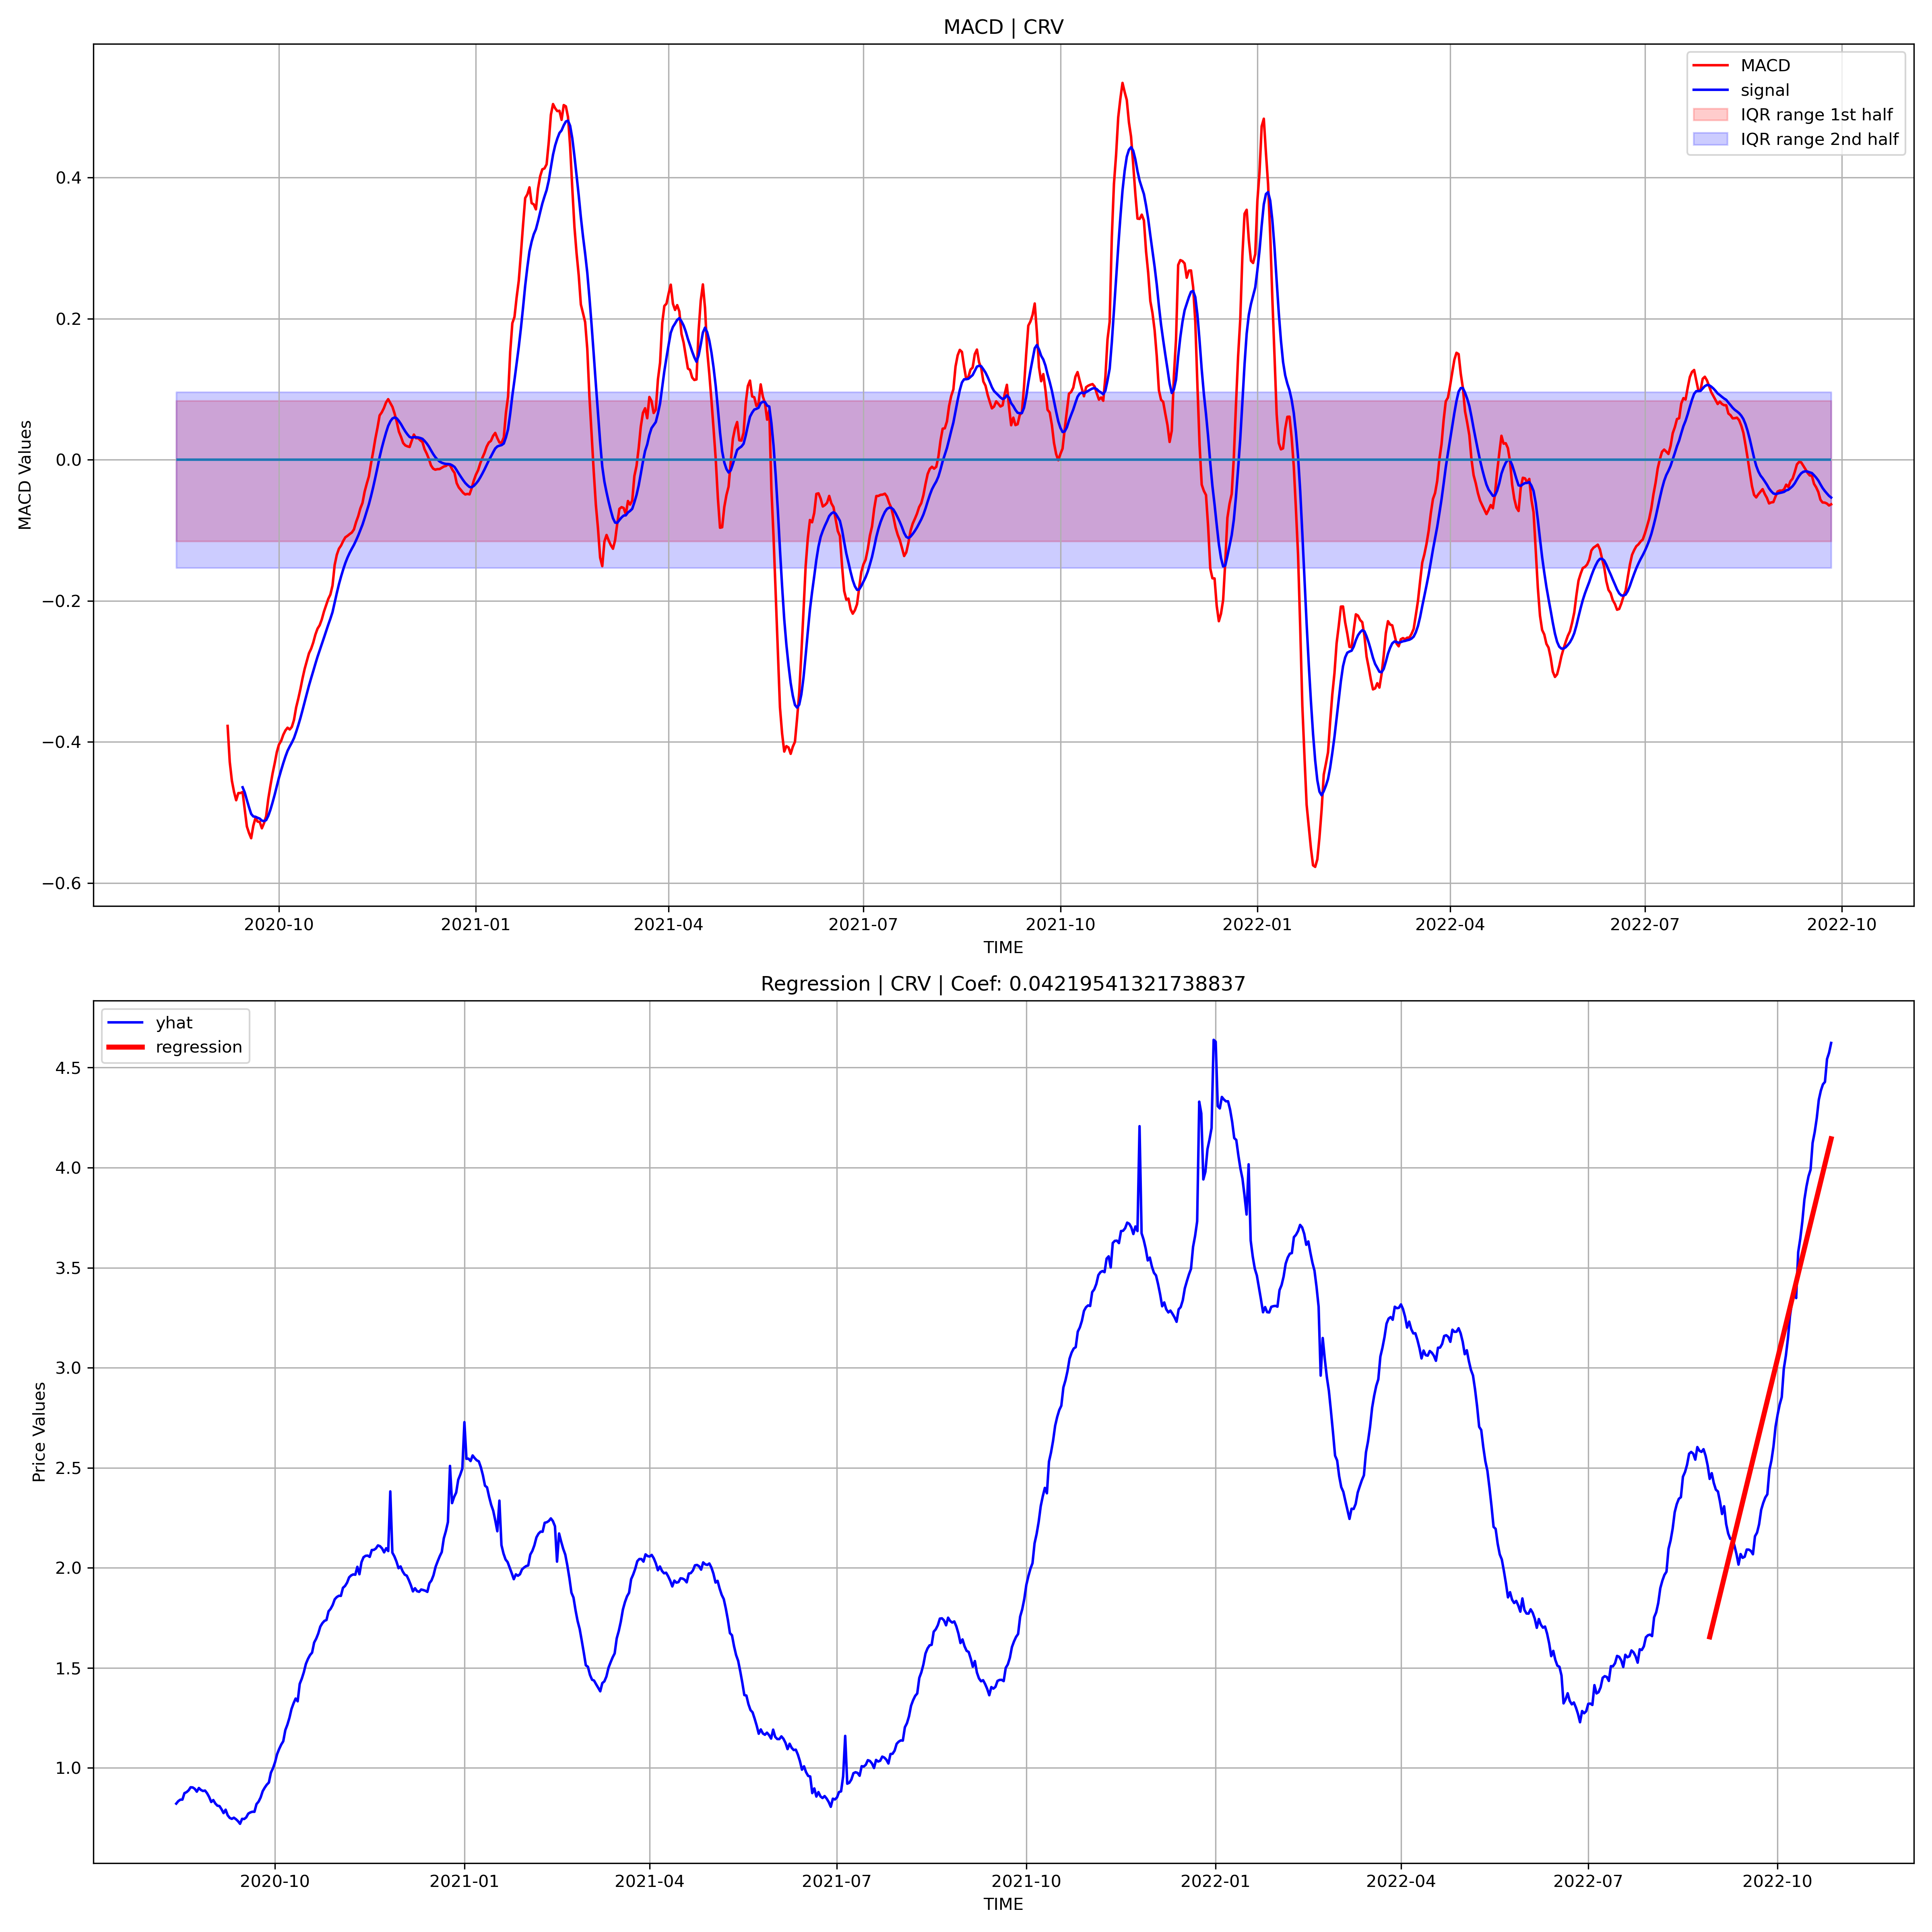 MACD | CRV
MACD
signal
IQR range 1st half
IQR range 2nd half
MACD Values
0.4
0.2
0.0
−0.2
−0.4
−0.6
2020-10 2021-01 2021-04 2021-07 2021-10 2022-01 2022-04 2022-07 2022-10
TIME
Regression | CRV | Coef: 0.04219541321738837
yhat
regression
Price Values
4.5
4.0
3.5
3.0
2.5
2.0
1.5
1.0
2020-10 2021-01 2021-04 2021-07 2021-10 2022-01 2022-04 2022-07 2022-10
TIME